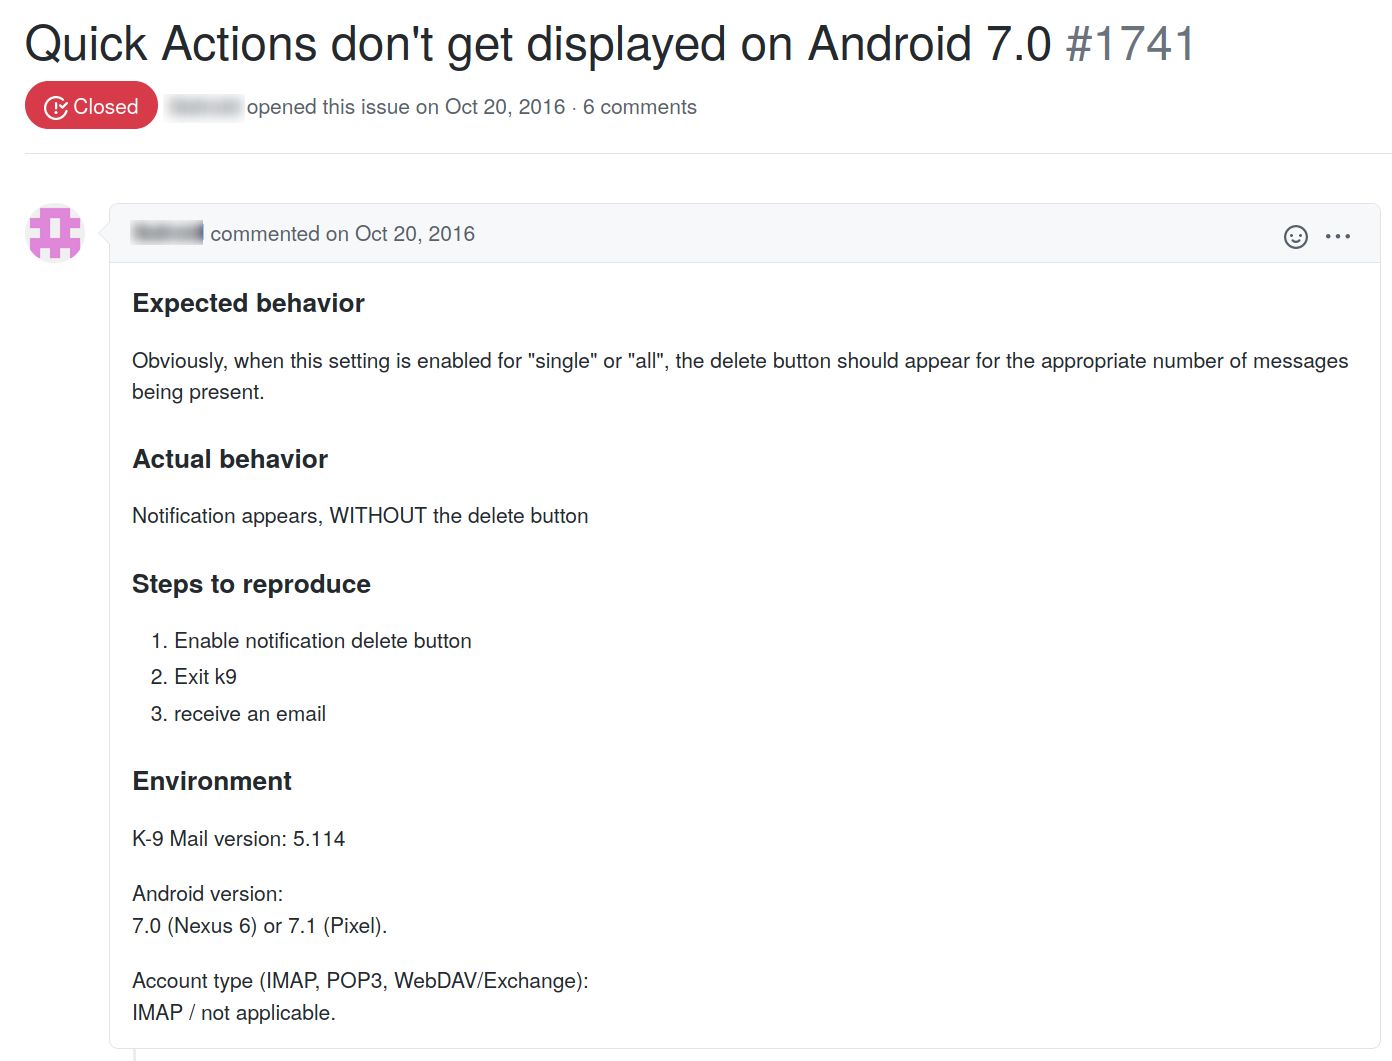 Quick Actions don't get displayed on Android 7.0 #1741
Closed opened this issue on Oct 20, 2016 · 6 comments
commented on Oct 20, 2016
Expected behavior
Obviously, when this setting is enabled for "single" or "all", the delete button should appear for the appropriate number of messages
being present.
Actual behavior
Notification appears, WITHOUT the delete button
Steps to reproduce
1. Enable notification delete button
2. Exit k9
3. receive an email
Environment
K-9 Mail version: 5.114
Android version:
7.0 (Nexus 6) or 7.1 (Pixel).
Account type (IMAP, POP3, WebDAV/Exchange):
IMAP / not applicable.